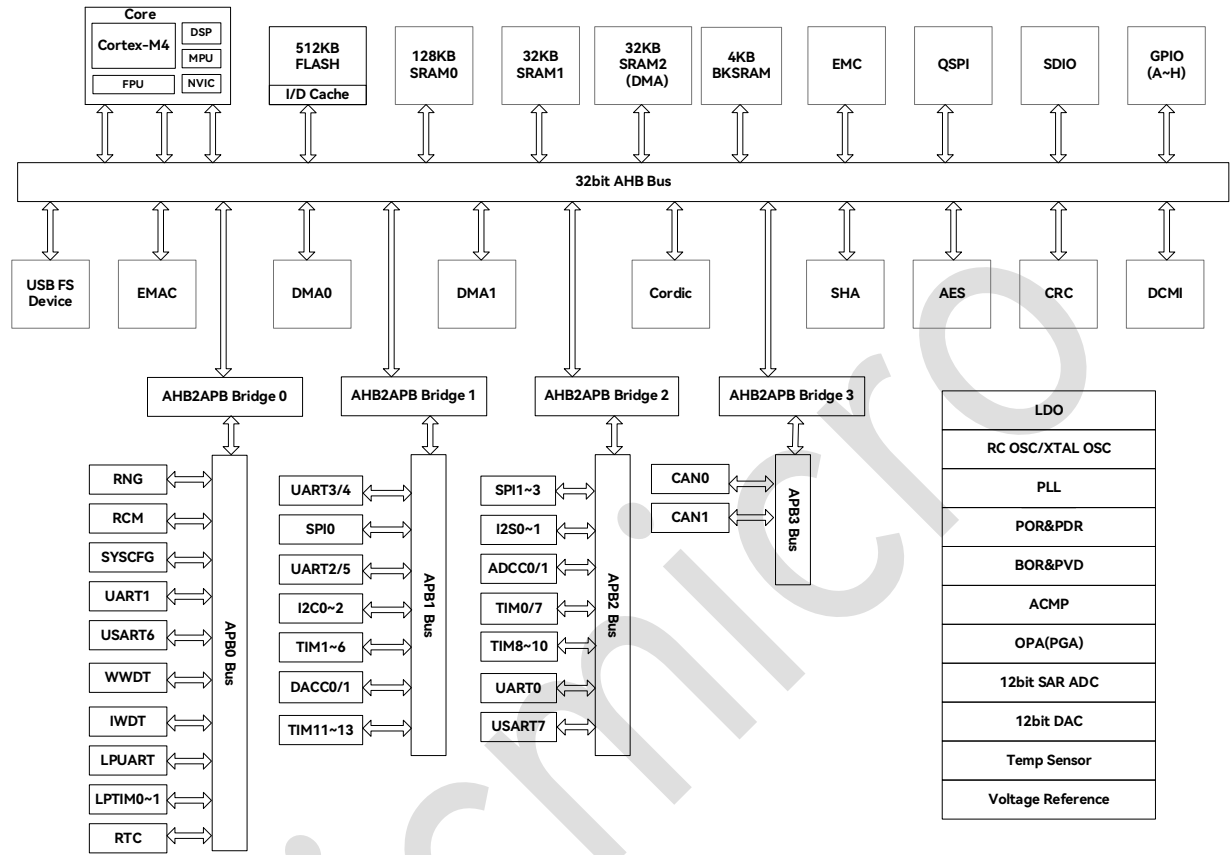 Core
Cortex-M4
DSP
MPU
FPU
NVIC
512KB
FLASH
I/D Cache
128KB
SRAM0
32KB
SRAM1
32KB
SRAM2
(DMA)
4KB
BKSRAM
EMC
QSPI
SDIO
GPIO
(A~H)
32bit AHB Bus
USB FS
Device
EMAC
DMA0
DMA1
Cordic
SHA
AES
CRC
DCMI
AHB2APB Bridge 0
AHB2APB Bridge 1
AHB2APB Bridge 2
AHB2APB Bridge 3
RNG
RCM
SYSCFG
UART1
USART6
WWDT
IWDT
LPUART
LPTIM0~1
RTC
APB0 Bus
UART3/4
SPI0
UART2/5
I2C0~2
TIM1~6
DACC0/1
TIM11~13
APB1 Bus
SPI1~3
I2S0~1
ADCC0/1
TIM0/7
TIM8~10
UART0
USART7
APB2 Bus
CAN0
CAN1
APB3 Bus
LDO
RC OSC/XTAL OSC
PLL
POR&PDR
BOR&PVD
ACMP
OPA(PGA)
12bit SAR ADC
12bit DAC
Temp Sensor
Voltage Reference